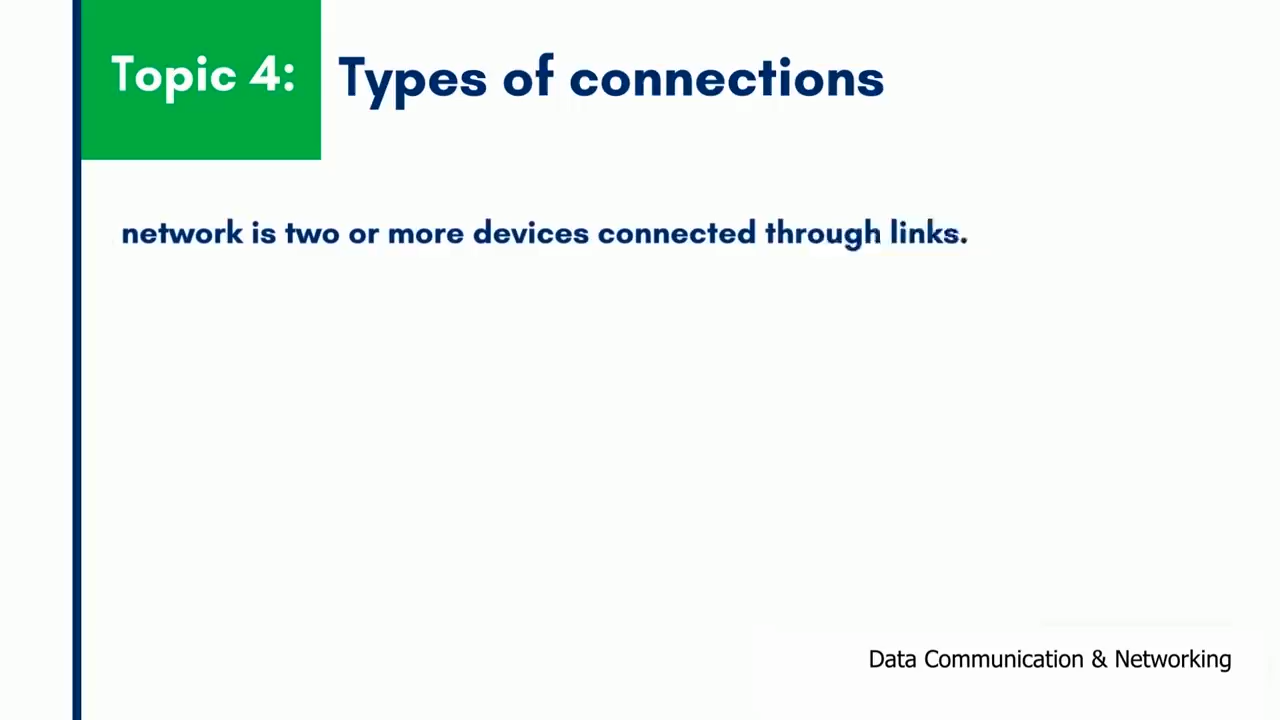 Topic 4: Types of connections
network is two or more devices connected through links.
Data Communication & Networking